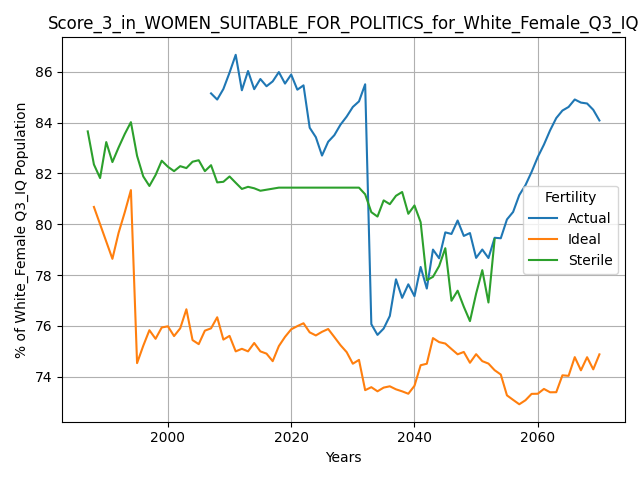 Score_3_in_WOMEN_SUITABLE_FOR_POLITICS_for_White_Female_Q3_IQ
% of White_Female Q3_IQ Population
86
84
82
80
78
76
74
Fertility
Actual
Ideal
Sterile
2000
2020
2040
2060
Years